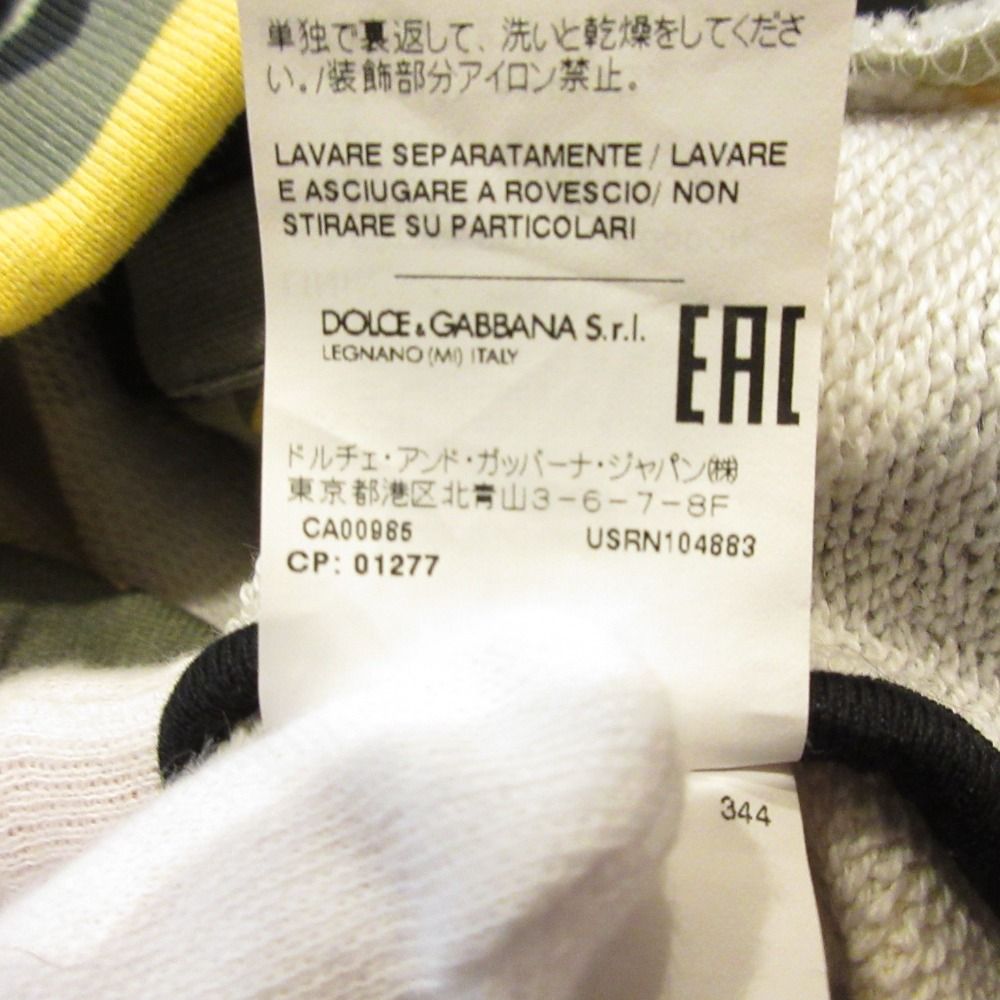 単独で裏返して、洗いと乾燥をしてくださ
い。/装飾部分アイロン禁止。
LAVARE SEPARATAMENTE / LAVARE
E ASCIUGARE A ROVESCIO/ NON
STIRARE SU PARTICOLARI
DOLCE & GABBANA S.r.l.
LEGNANO (MI) ITALY
EAC
ドルチェ・アンド・ガッバーナ・ジャパン㈱
東京都港区北青山3-6-7-8F
CA00985 USRN104883
CP: 01277
344